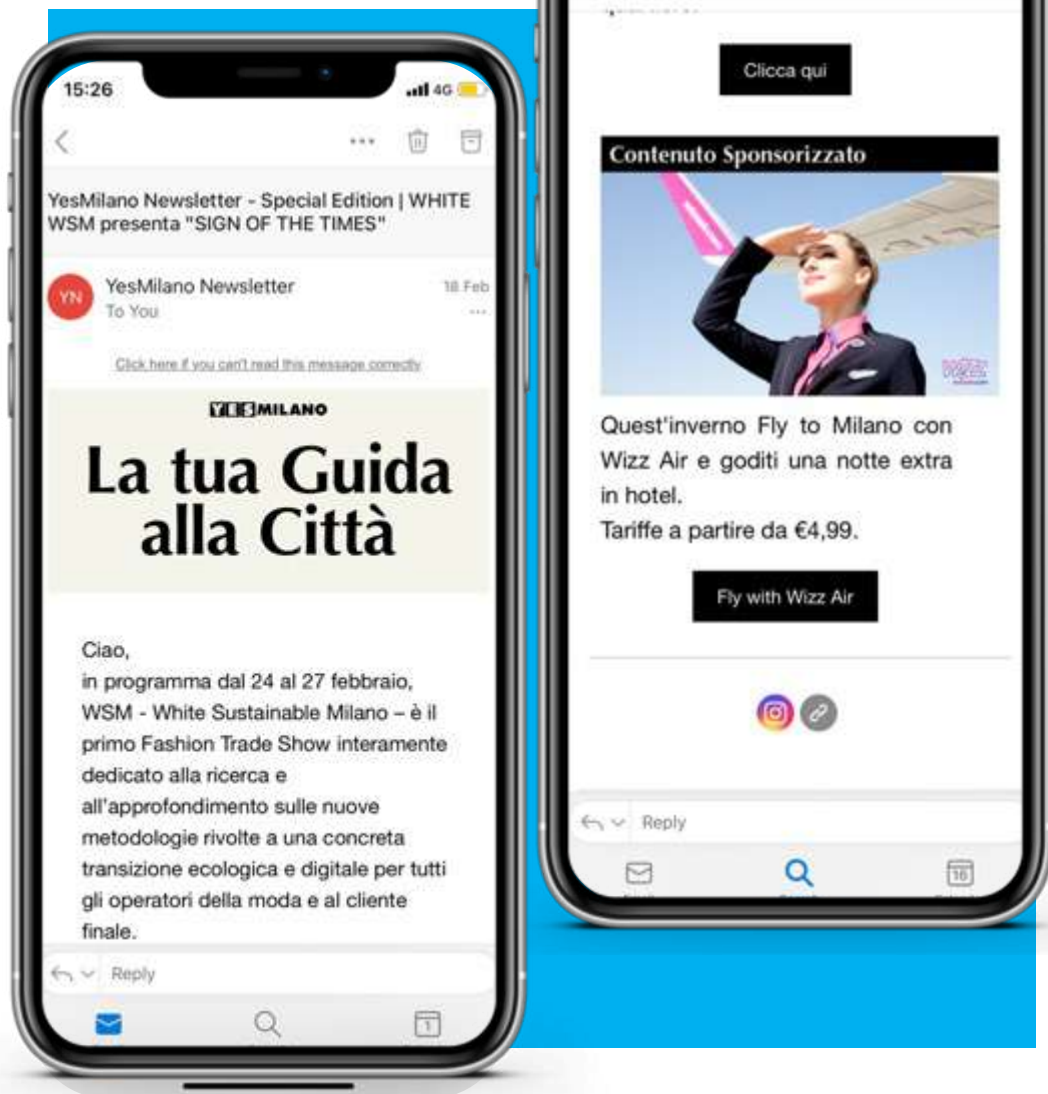 15:26
4G
YesMilano Newsletter - Special Edition | WHITE
WSM presenta "SIGN OF THE TIMES"
YN
YesMilano Newsletter
18 Feb
To You
Click here if you can't read this message correctly
YESMILANO
La tua Guida
alla Città
Ciao,
in programma dal 24 al 27 febbraio,
WSM - White Sustainable Milano – è il
primo Fashion Trade Show interamente
dedicato alla ricerca e
all'approfondimento sulle nuove
metodologie rivolte a una concreta
transizione ecologica e digitale per tutti
gli operatori della moda e al cliente
finale.
Reply
1
Clicca qui
Contenuto Sponsorizzato
Quest'inverno Fly to Milano con
Wizz Air e goditi una notte extra
in hotel.
Tariffe a partire da €4,99.
Fly with Wizz Air
Reply
16